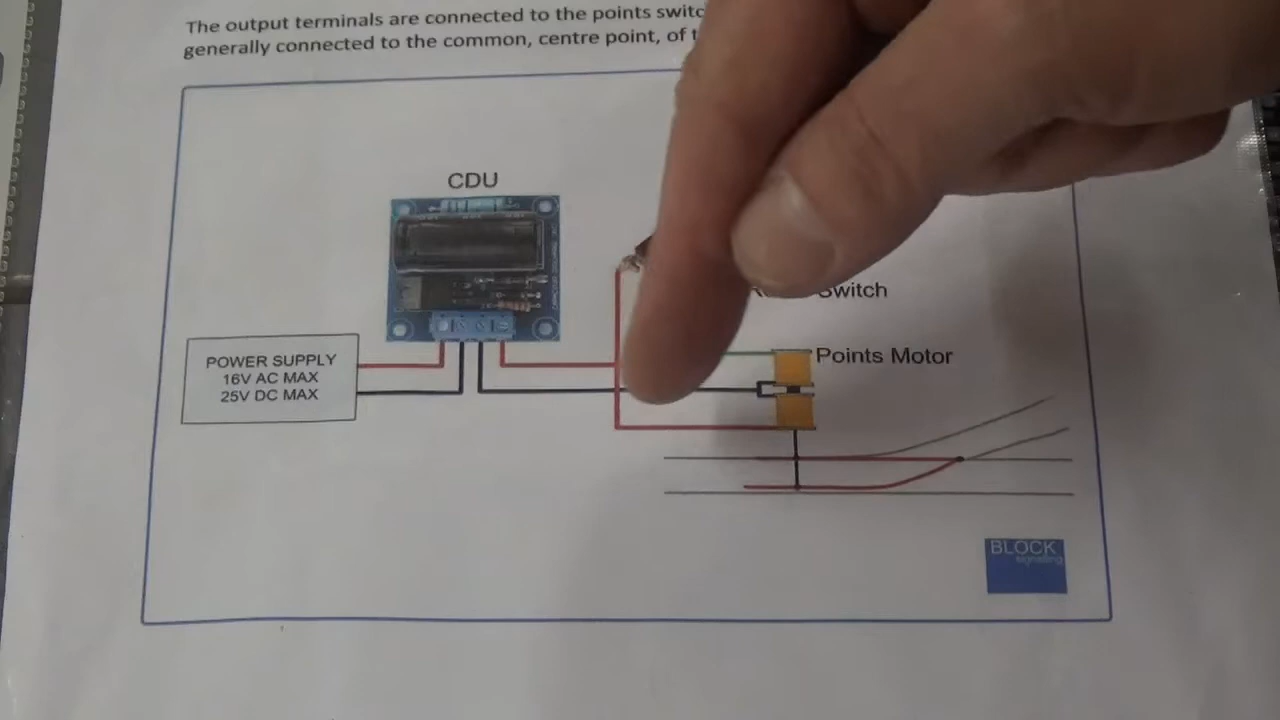 The output terminals are connected to the points
generally connected to the common, centre point, of
CDU
Switch
POWER SUPPLY
16V AC MAX
25V DC MAX
Points Motor
BLOCK
signalling